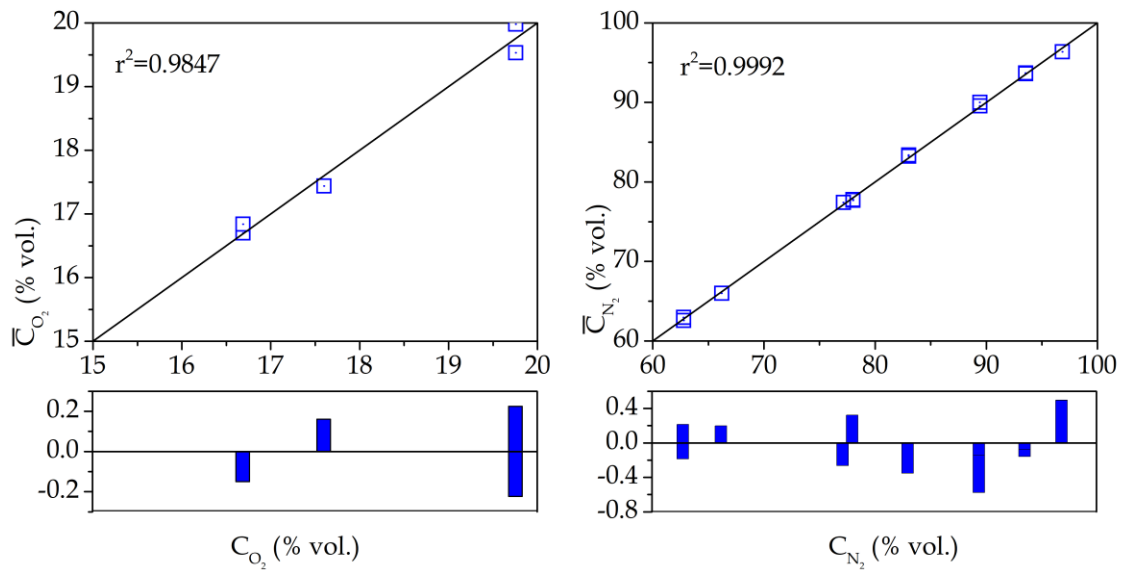 r²=0.9847
20
19
18
17
16
15
C̅O₂ (% vol.)
15 16 17 18 19 20
0.2
0.0
-0.2
CO₂ (% vol.)
r²=0.9992
100
90
80
70
60
C̅N₂ (% vol.)
60 70 80 90 100
0.4
0.0
-0.4
-0.8
CN₂ (% vol.)